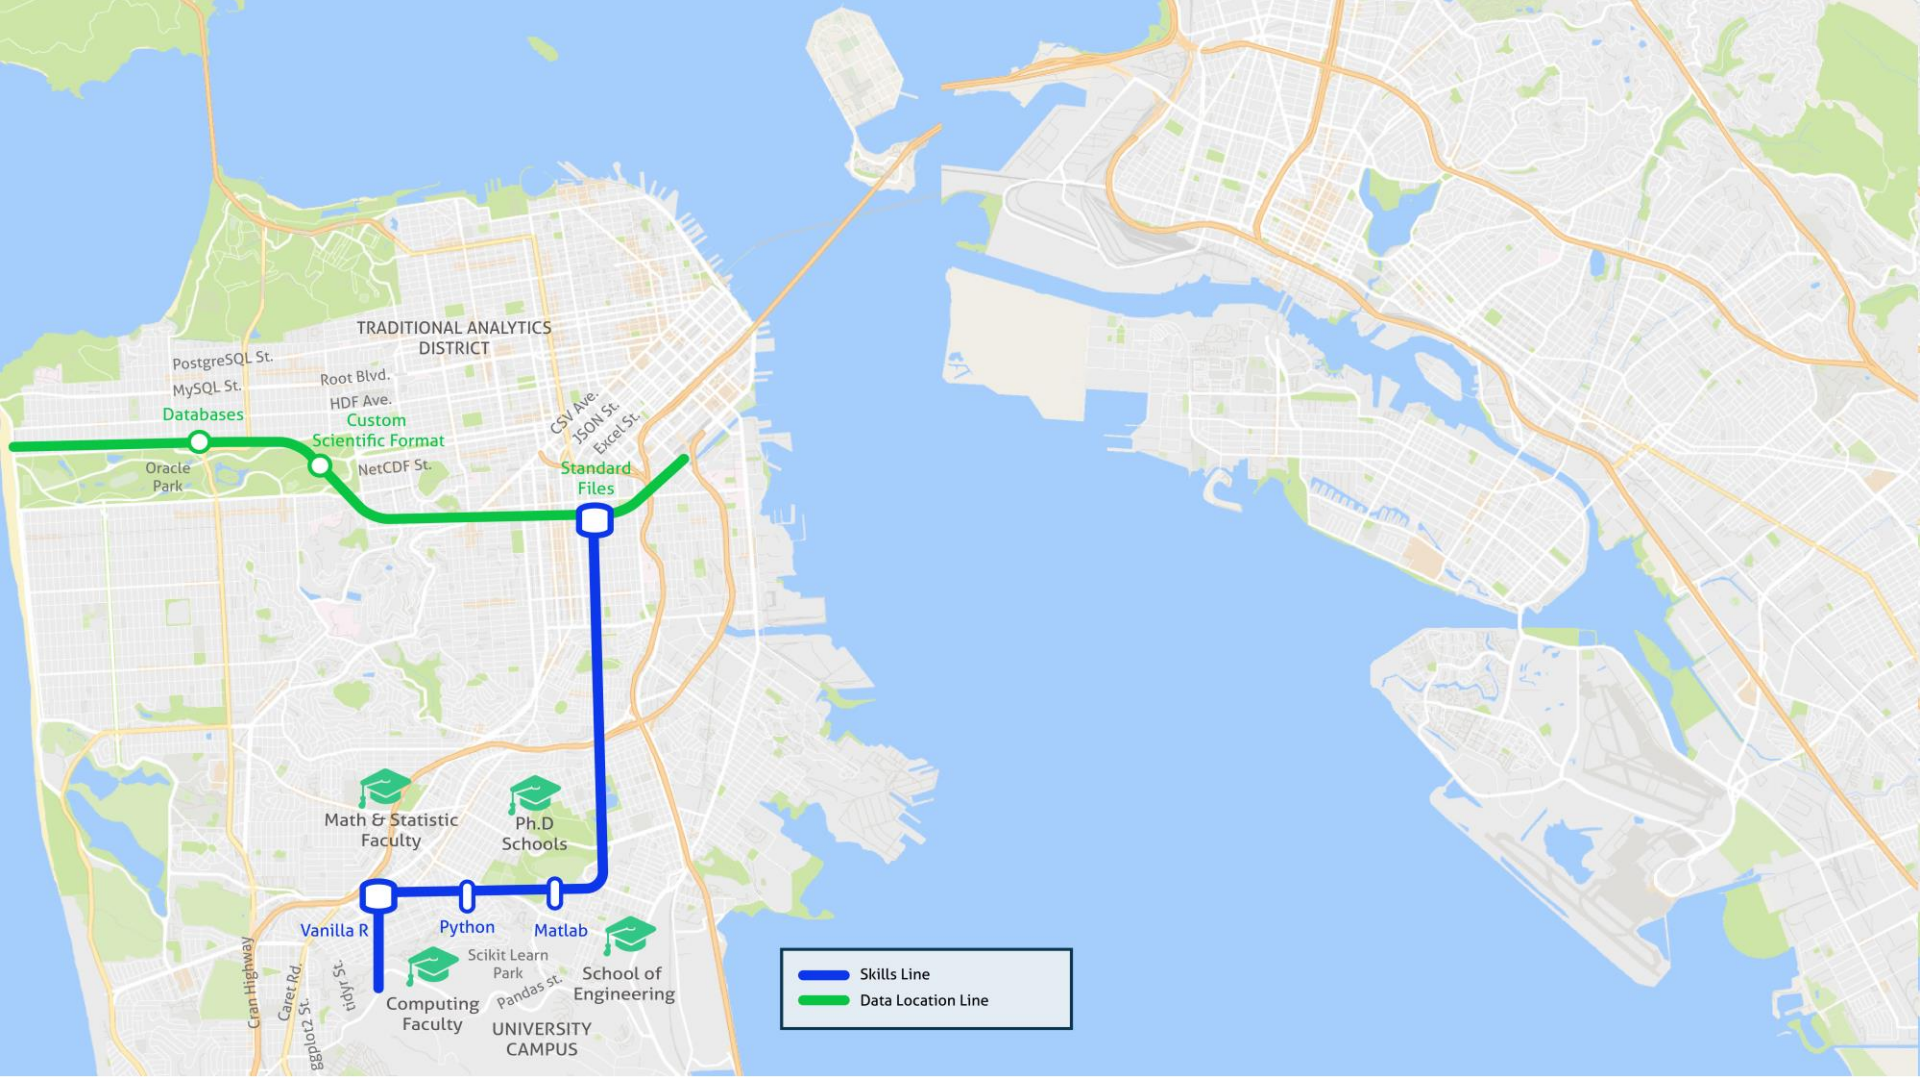 TRADITIONAL ANALYTICS
DISTRICT
PostgreSQL St.
MySQL St.
Root Blvd.
HDF Ave.
Databases
Custom
Scientific Format
CSV Ave.
JSON St.
Excel St.
Oracle
Park
NetCDF St.
Standard
Files
Math & Statistic
Faculty
Ph.D
Schools
Vanilla R
Python
Matlab
Cran Highway
Caret Rd.
ggplot2 St.
tidyr St.
Scikit Learn
Park
Pandas st.
School of
Engineering
Computing
Faculty
UNIVERSITY
CAMPUS
Skills Line
Data Location Line